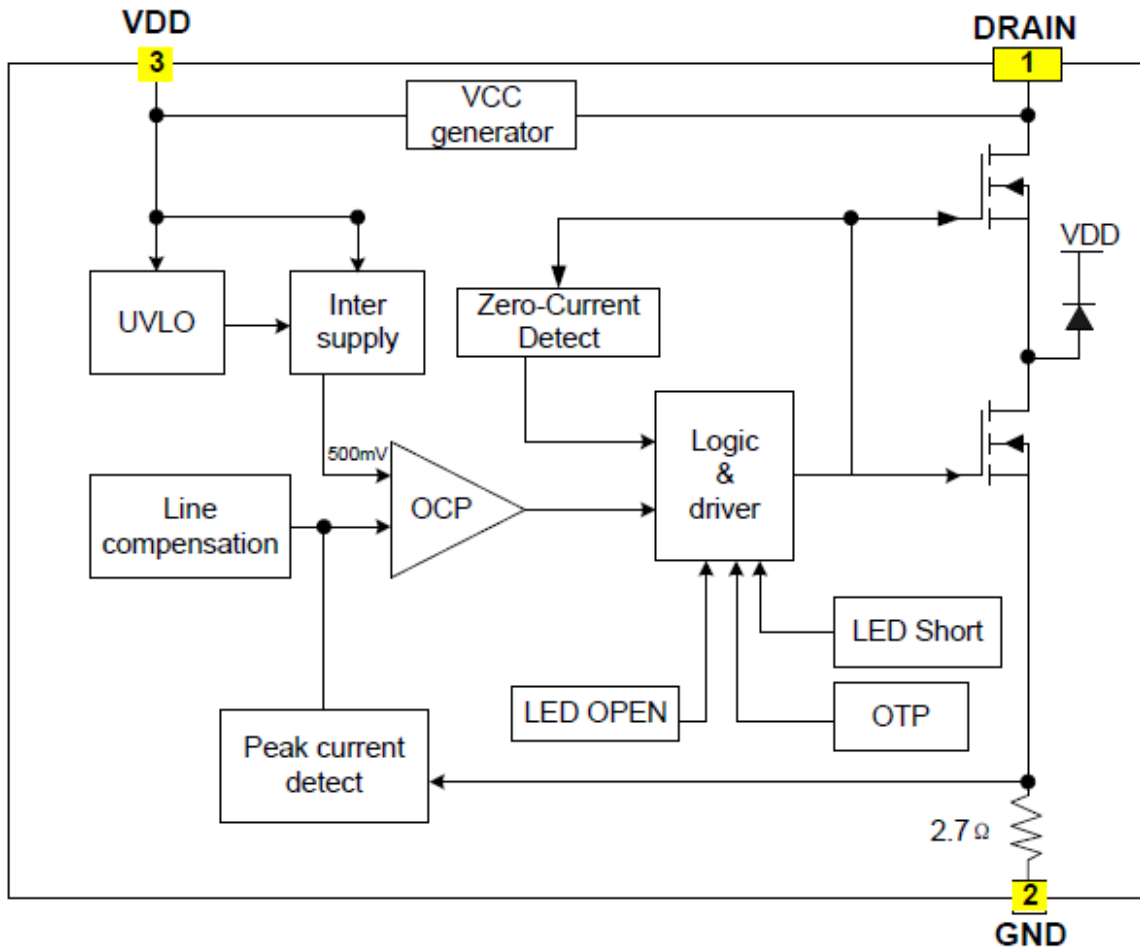 VDD
DRAIN
3
1
VCC
generator
VDD
UVLO
Inter
supply
Zero-Current
Detect
500mV
OCP
Logic
&
driver
Line
compensation
LED Short
LED OPEN
OTP
Peak current
detect
2.7Ω
2
GND